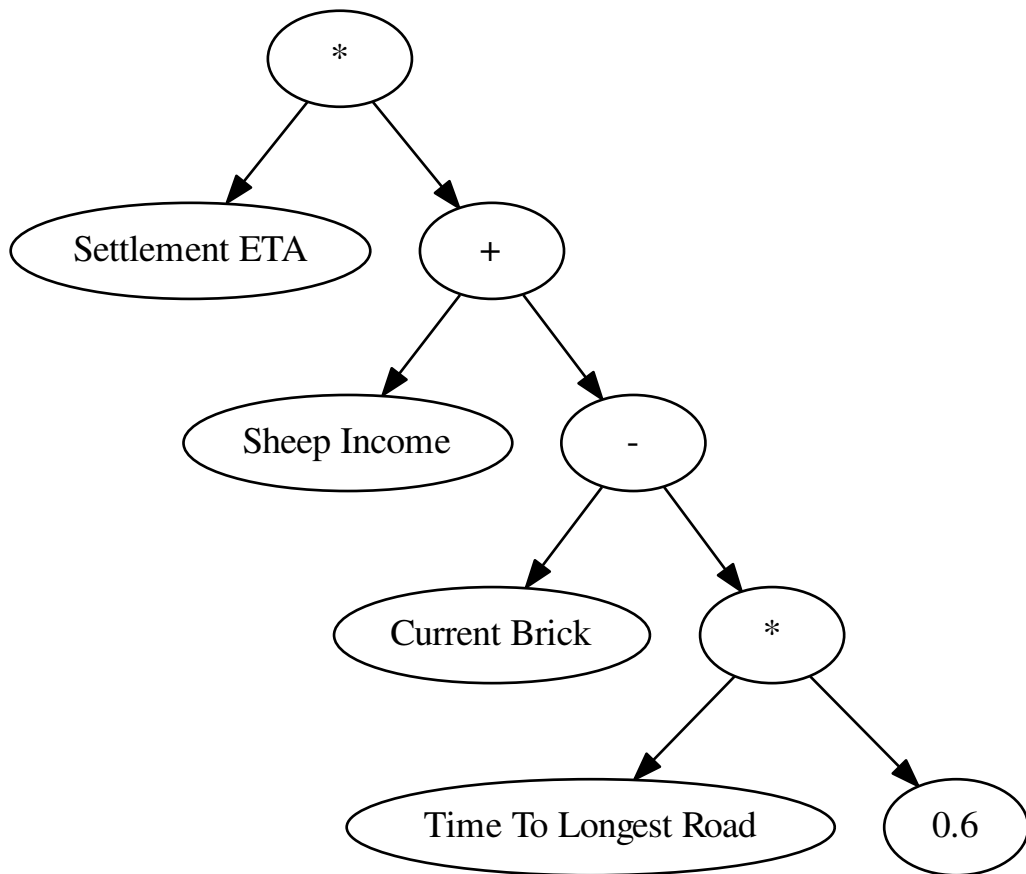 *
Settlement ETA
+
Sheep Income
-
Current Brick
*
Time To Longest Road
0.6